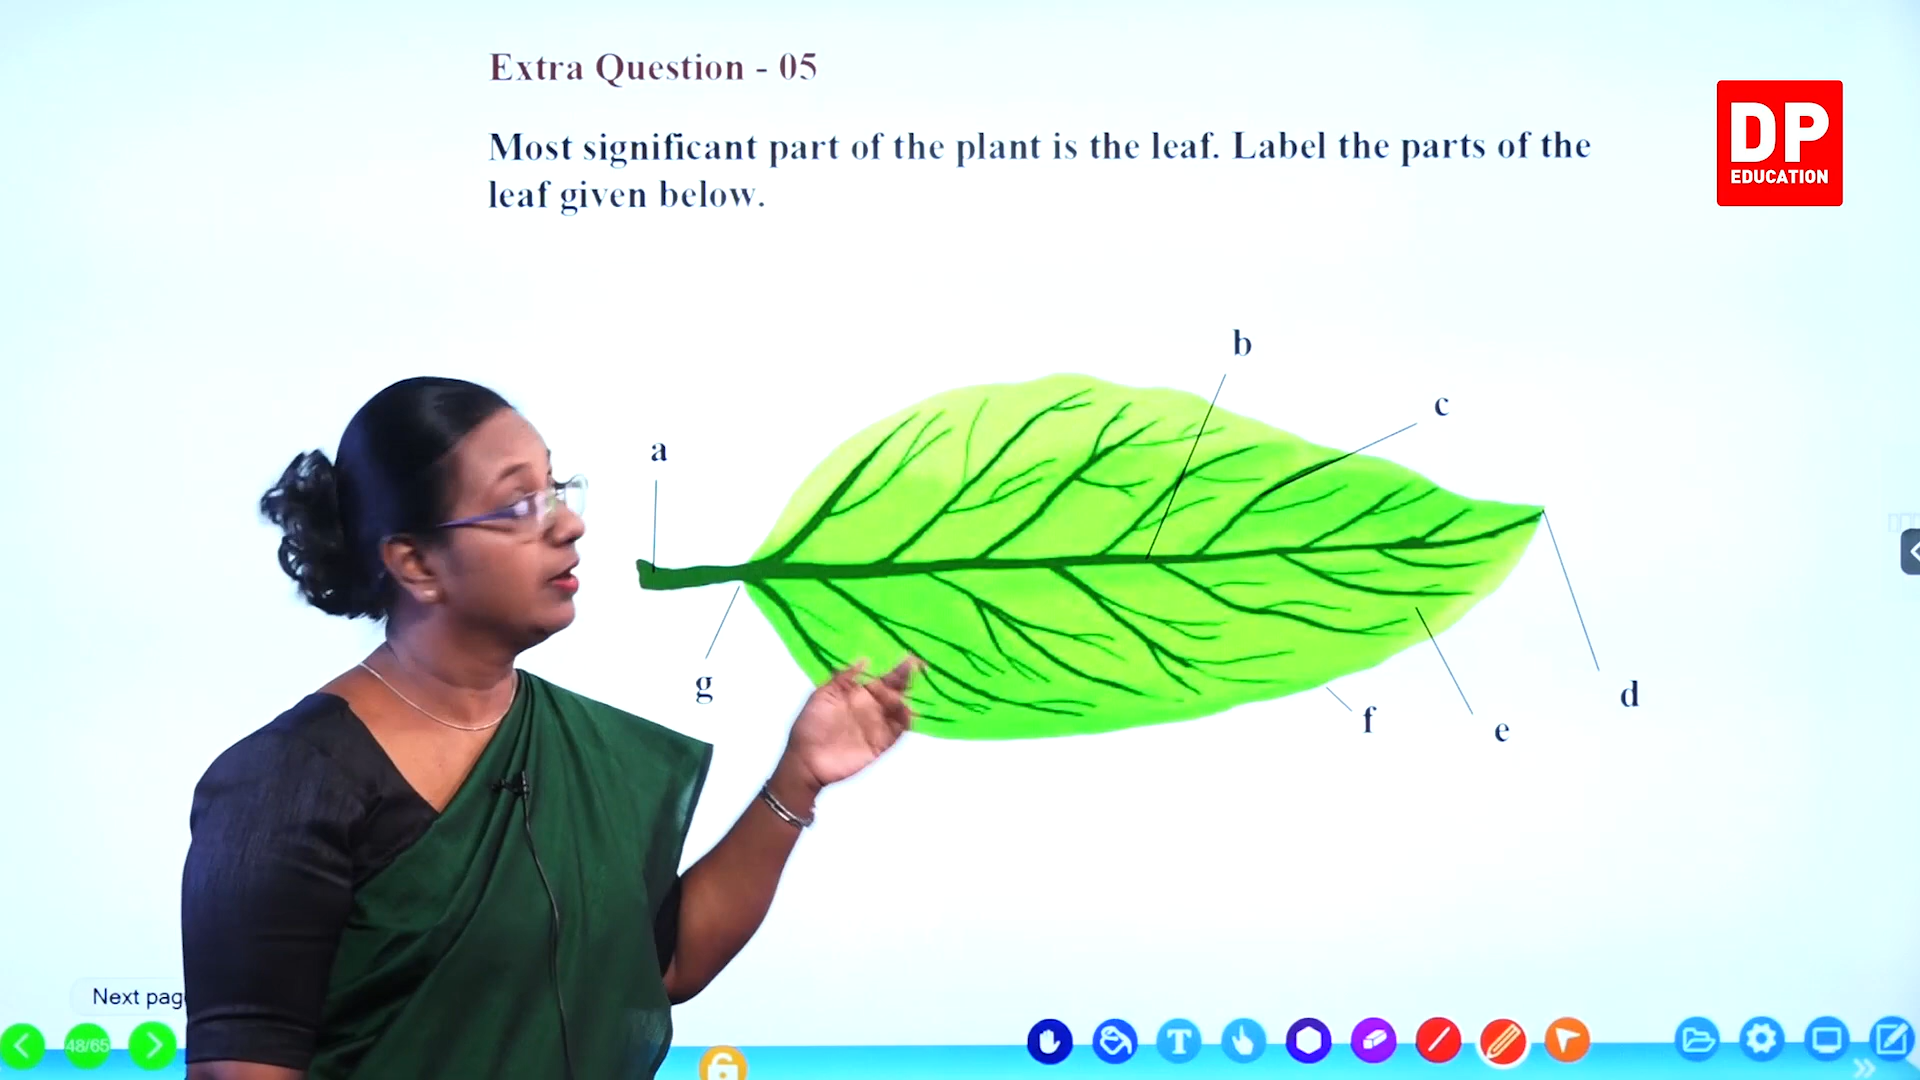 Extra Question - 05
DP
EDUCATION
Most significant part of the plant is the leaf. Label the parts of the
leaf given below.
b
c
a
g
d
f
e
Next pag
48/65
T